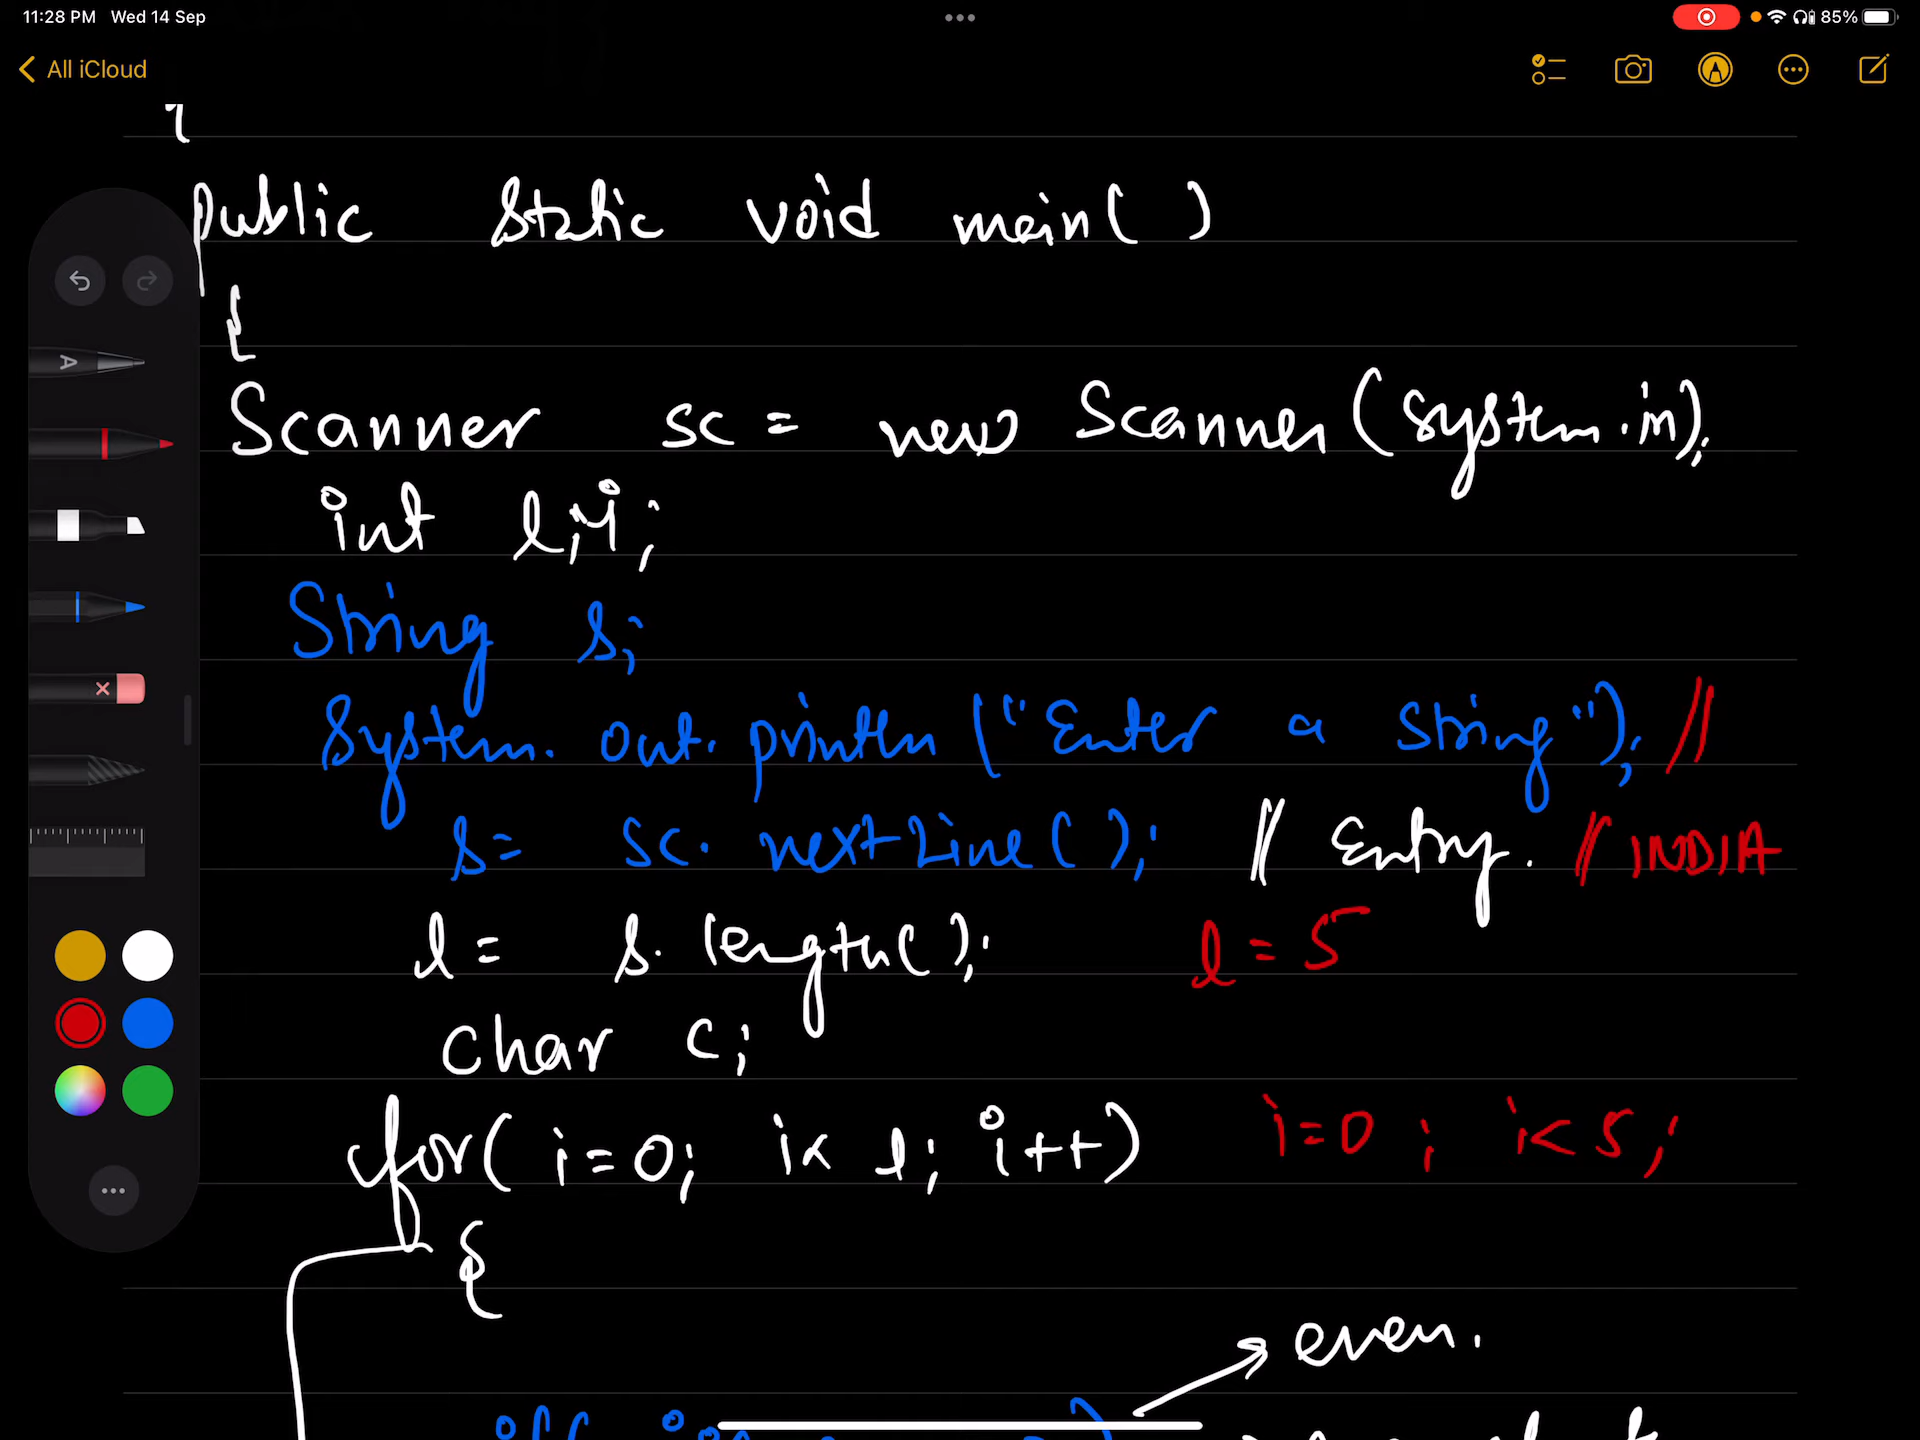 11:28 PM Wed 14 Sep 85%
All iCloud
{
public static void main( )
{
Scanner sc = new Scanner(system.in);
int l,i;
String s;
System. out. println ("Enter a string"); //
s= sc. nextLine( ); // Entry. // INDIA
l= s. length( ); l = 5
char c;
for( i=0; i< l; i++) i=0 ; i<5 ;
{
even.